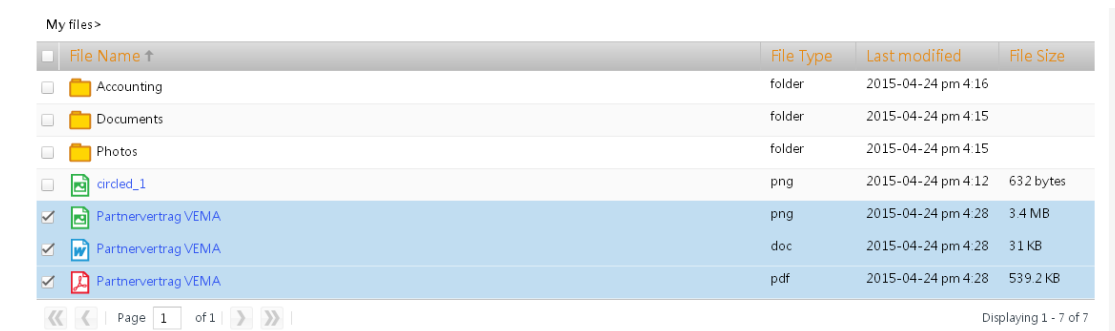 My files>
File Name ↑ File Type Last modified File Size
Accounting folder 2015-04-24 pm 4:16
Documents folder 2015-04-24 pm 4:15
Photos folder 2015-04-24 pm 4:15
circled_1 png 2015-04-24 pm 4:12 632 bytes
Partnervertrag VEMA png 2015-04-24 pm 4:28 3.4 MB
Partnervertrag VEMA doc 2015-04-24 pm 4:28 31 KB
Partnervertrag VEMA pdf 2015-04-24 pm 4:28 539.2 KB
Page 1 of 1 Displaying 1 - 7 of 7